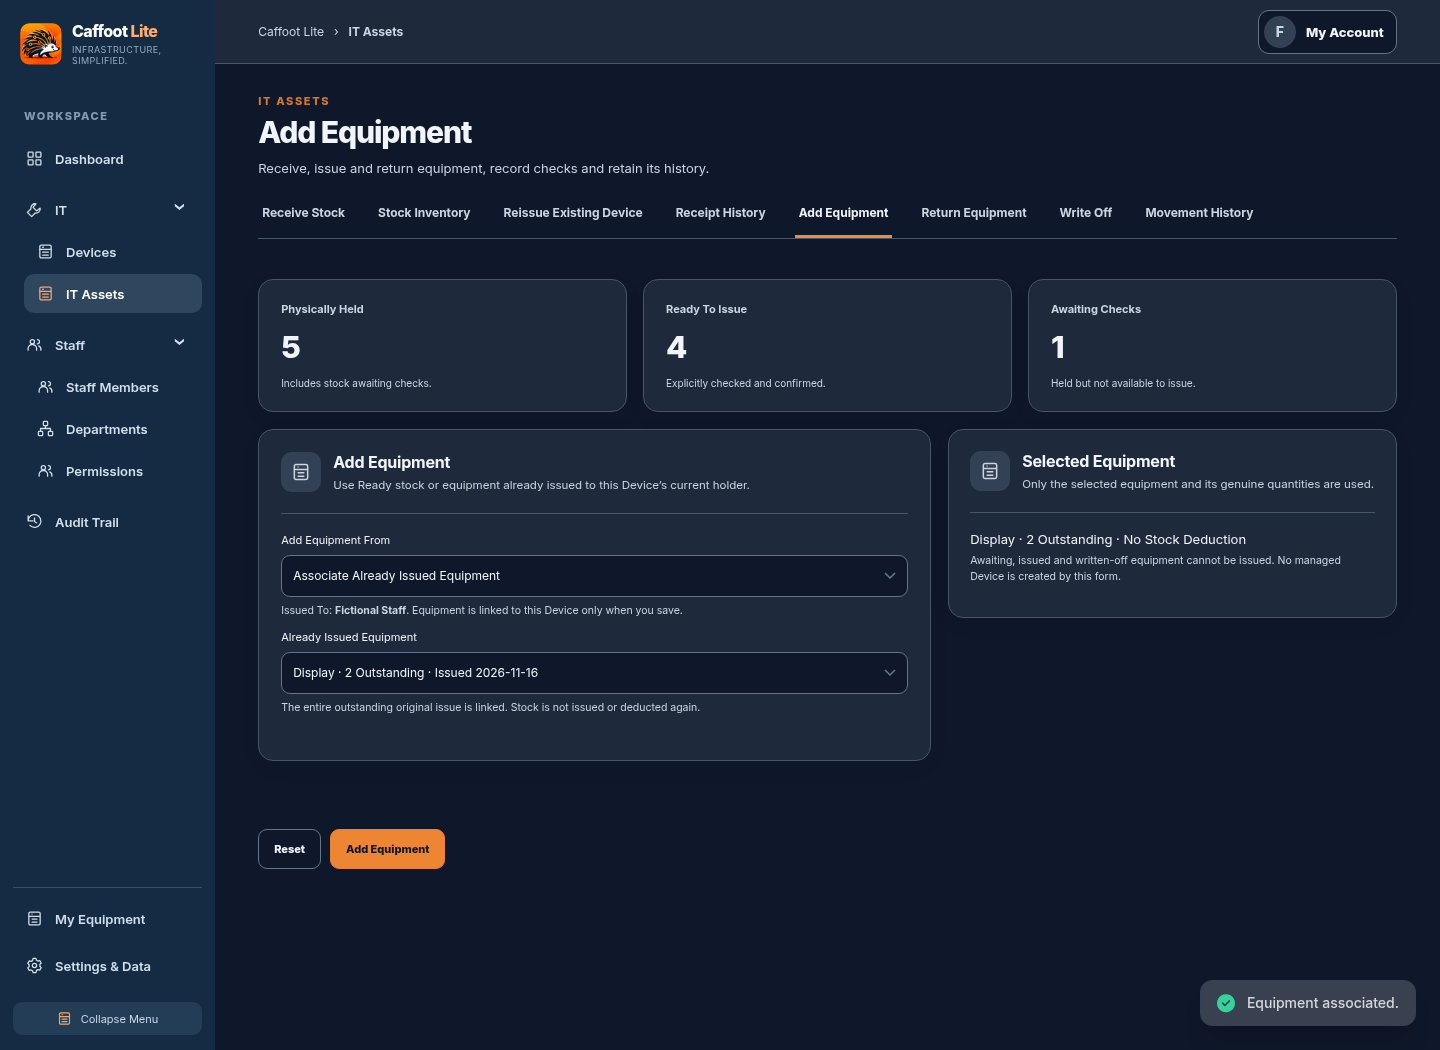 Caffoot Lite
INFRASTRUCTURE,
SIMPLIFIED.
WORKSPACE
Dashboard
IT
Devices
IT Assets
Staff
Staff Members
Departments
Permissions
Audit Trail
My Equipment
Settings & Data
Collapse Menu
Caffoot Lite › IT Assets
F My Account
IT ASSETS
Add Equipment
Receive, issue and return equipment, record checks and retain its history.
Receive Stock Stock Inventory Reissue Existing Device Receipt History Add Equipment Return Equipment Write Off Movement History
Physically Held
5
Includes stock awaiting checks.
Ready To Issue
4
Explicitly checked and confirmed.
Awaiting Checks
1
Held but not available to issue.
Add Equipment
Use Ready stock or equipment already issued to this Device’s current holder.
Add Equipment From
Associate Already Issued Equipment
Issued To: Fictional Staff. Equipment is linked to this Device only when you save.
Already Issued Equipment
Display · 2 Outstanding · Issued 2026-11-16
The entire outstanding original issue is linked. Stock is not issued or deducted again.
Selected Equipment
Only the selected equipment and its genuine quantities are used.
Display · 2 Outstanding · No Stock Deduction
Awaiting, issued and written-off equipment cannot be issued. No managed
Device is created by this form.
Reset Add Equipment
Equipment associated.